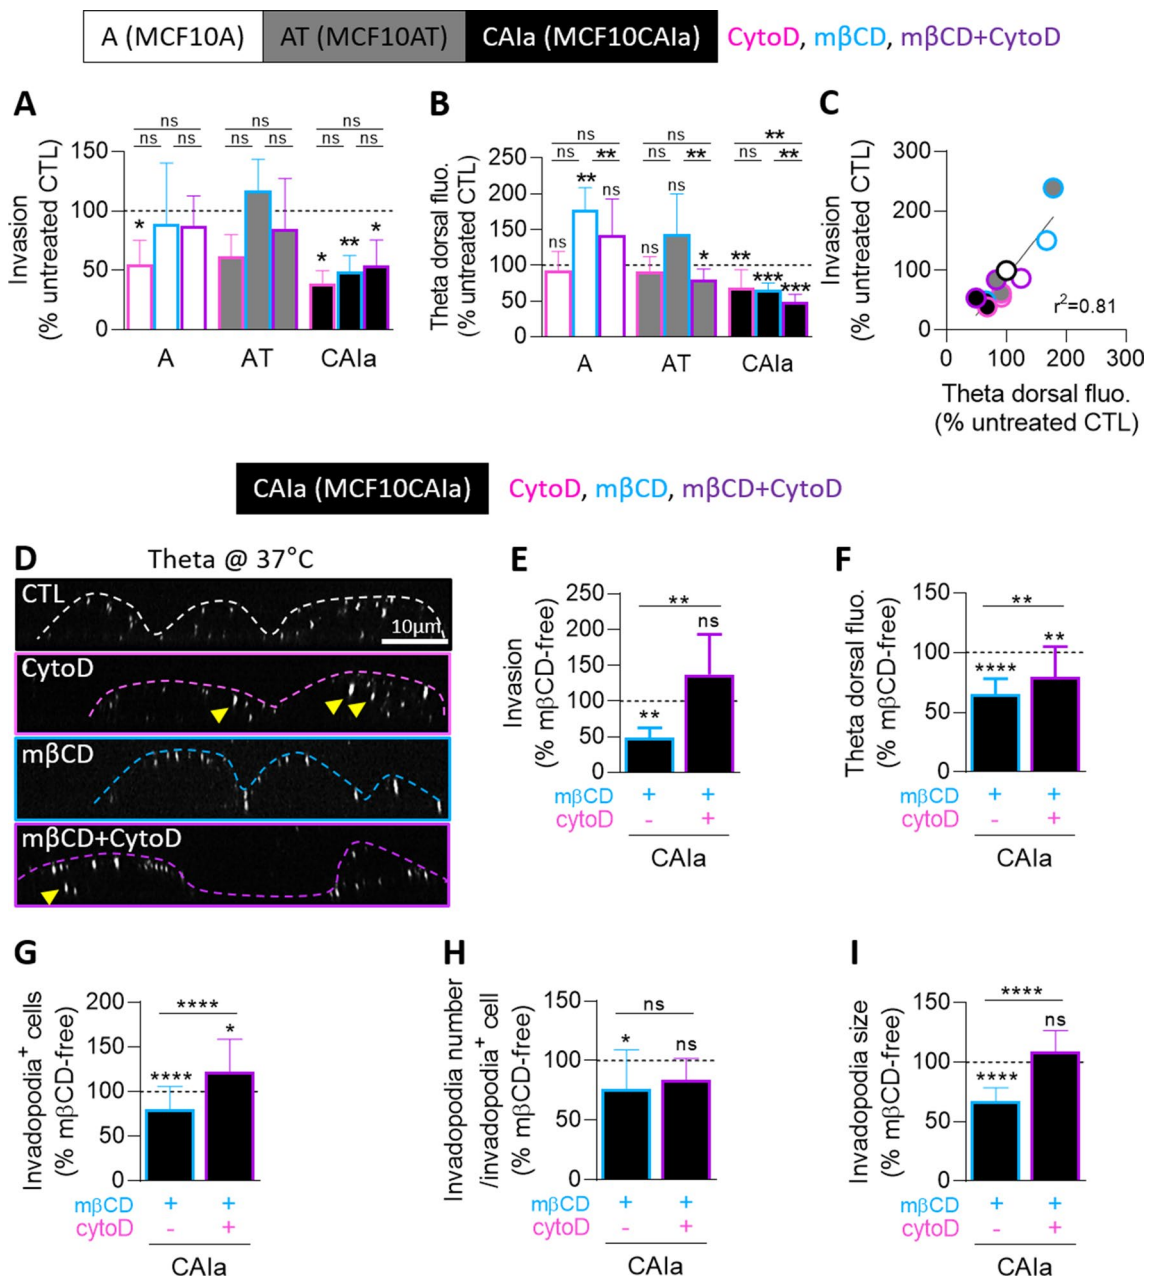 A (MCF10A) AT (MCF10AT) CAIa (MCF10CAIa) CytoD, mβCD, mβCD+CytoD
A
Invasion
(% untreated CTL)
ns ns ns
ns ns ns ns ns ns
150
100
50
0
* * ** *
A AT CAIa
B
Theta dorsal fluo.
(% untreated CTL)
ns ns **
ns ** ns ** ns **
250
200
150
100
50
0
ns ** ns ns ns * ** *** ***
A AT CAIa
C
Invasion
(% untreated CTL)
300
200
100
0
r²=0.81
0 100 200 300
Theta dorsal fluo.
(% untreated CTL)
CAIa (MCF10CAIa) CytoD, mβCD, mβCD+CytoD
D
Theta @ 37°C
CTL
10µm
CytoD
mβCD
mβCD+CytoD
E
Invasion
(% mβCD-free)
250
200
150
100
50
0
**
** ns
mβCD + +
cytoD - +
CAIa
F
Theta dorsal fluo.
(% mβCD-free)
150
100
50
0
**
**** **
mβCD + +
cytoD - +
CAIa
G
Invadopodia⁺ cells
(% mβCD-free)
200
150
100
50
0
****
**** *
mβCD + +
cytoD - +
CAIa
H
Invadopodia number
/invadopodia⁺ cell
(% mβCD-free)
150
100
50
0
ns
* ns
mβCD + +
cytoD - +
CAIa
I
Invadopodia size
(% mβCD-free)
150
100
50
0
****
**** ns
mβCD + +
cytoD - +
CAIa